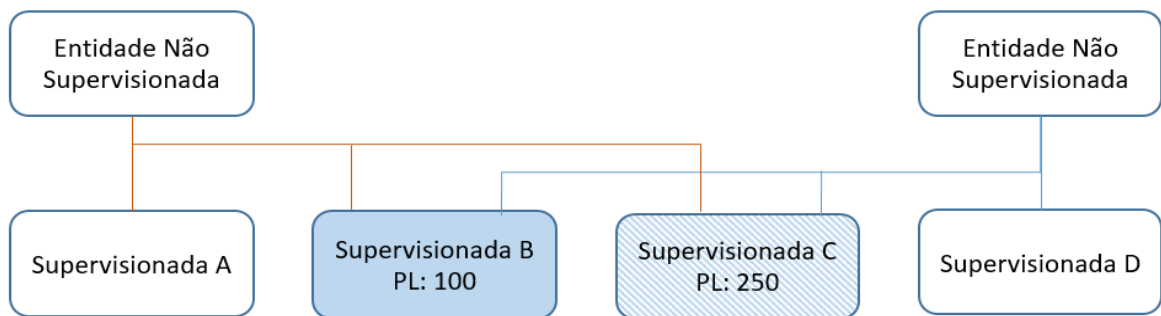 Entidade Não
Supervisionada
Entidade Não
Supervisionada
Supervisionada A
Supervisionada B
PL: 100
Supervisionada C
PL: 250
Supervisionada D